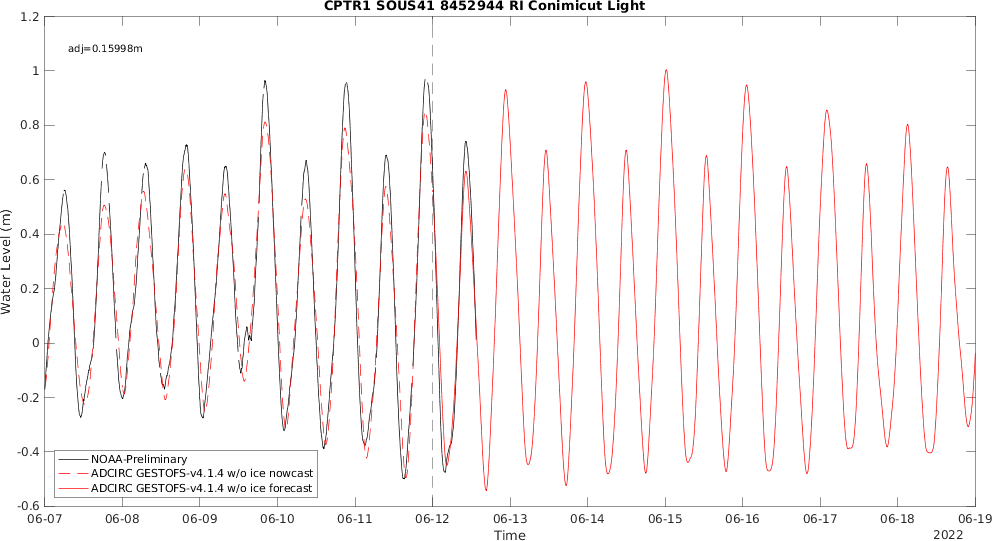 CPTR1 SOUS41 8452944 RI Conimicut Light
adj=0.15998m
1.2
1
0.8
0.6
0.4
0.2
0
-0.2
-0.4
-0.6
Water Level (m)
NOAA-Preliminary
ADCIRC GESTOFS-v4.1.4 w/o ice nowcast
ADCIRC GESTOFS-v4.1.4 w/o ice forecast
06-07 06-08 06-09 06-10 06-11 06-12 06-13 06-14 06-15 06-16 06-17 06-18 06-19
Time
2022